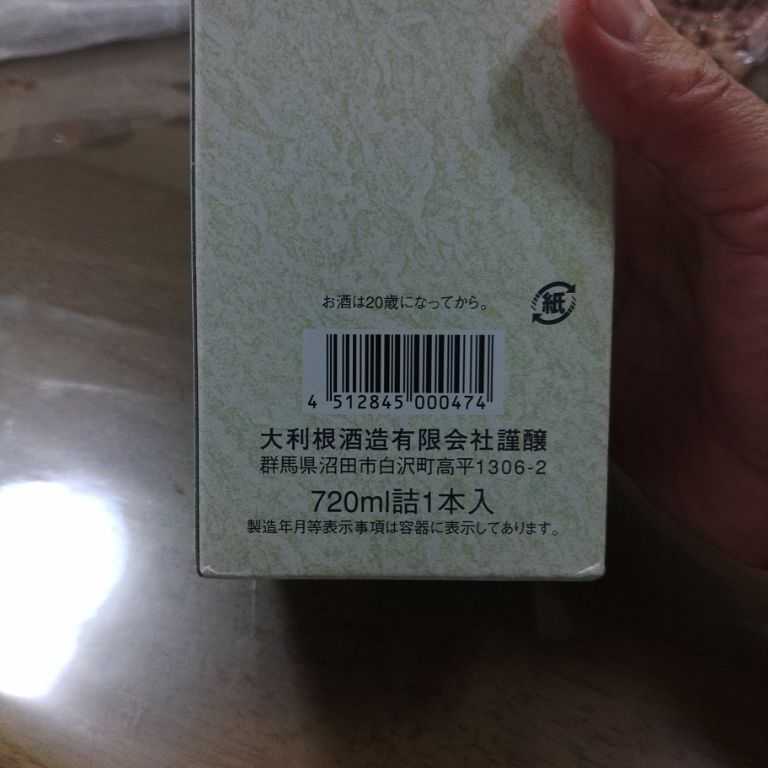 お酒は20歳になってから。
紙
4 512845 000474
大利根酒造有限会社謹醸
群馬県沼田市白沢町高平1306-2
720ml詰1本入
製造年月等表示事項は容器に表示してあります。